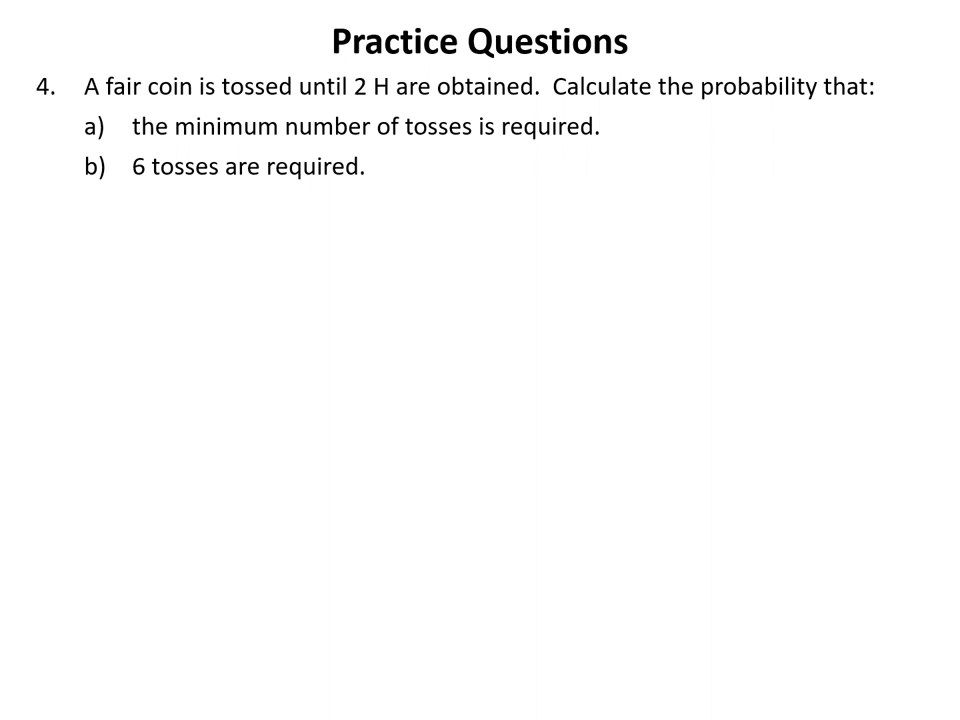 Practice Questions
4. A fair coin is tossed until 2 H are obtained. Calculate the probability that:
a) the minimum number of tosses is required.
b) 6 tosses are required.